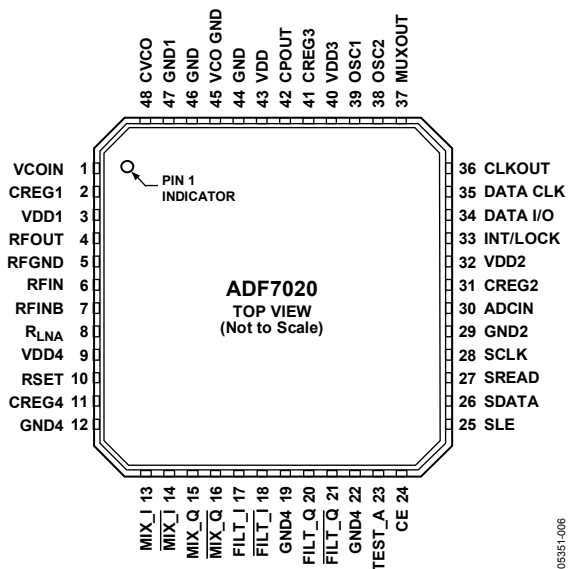 48 CVCO
47 GND1
46 GND
45 VCO GND
44 GND
43 VDD
42 CPOUT
41 CREG3
40 VDD3
39 OSC1
38 OSC2
37 MUXOUT
VCOIN 1
CREG1 2
VDD1 3
RFOUT 4
RFGND 5
RFIN 6
RFINB 7
RLNA 8
VDD4 9
RSET 10
CREG4 11
GND4 12
PIN 1
INDICATOR
ADF7020
TOP VIEW
(Not to Scale)
36 CLKOUT
35 DATA CLK
34 DATA I/O
33 INT/LOCK
32 VDD2
31 CREG2
30 ADCIN
29 GND2
28 SCLK
27 SREAD
26 SDATA
25 SLE
MIX_I 13
MIX_I 14
MIX_Q 15
MIX_Q 16
FILT_I 17
FILT_I 18
GND4 19
FILT_Q 20
FILT_Q 21
GND4 22
TEST_A 23
CE 24
05351-006